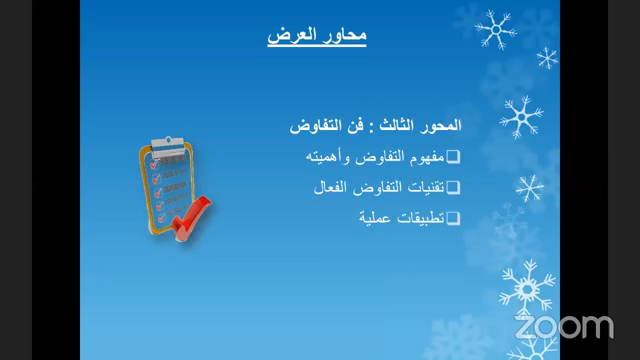 محاور العرض
المحور الثالث : فن التفاوض
مفهوم التفاوض وأهميته
تقنيات التفاوض الفعال
تطبيقات عملية
zoom